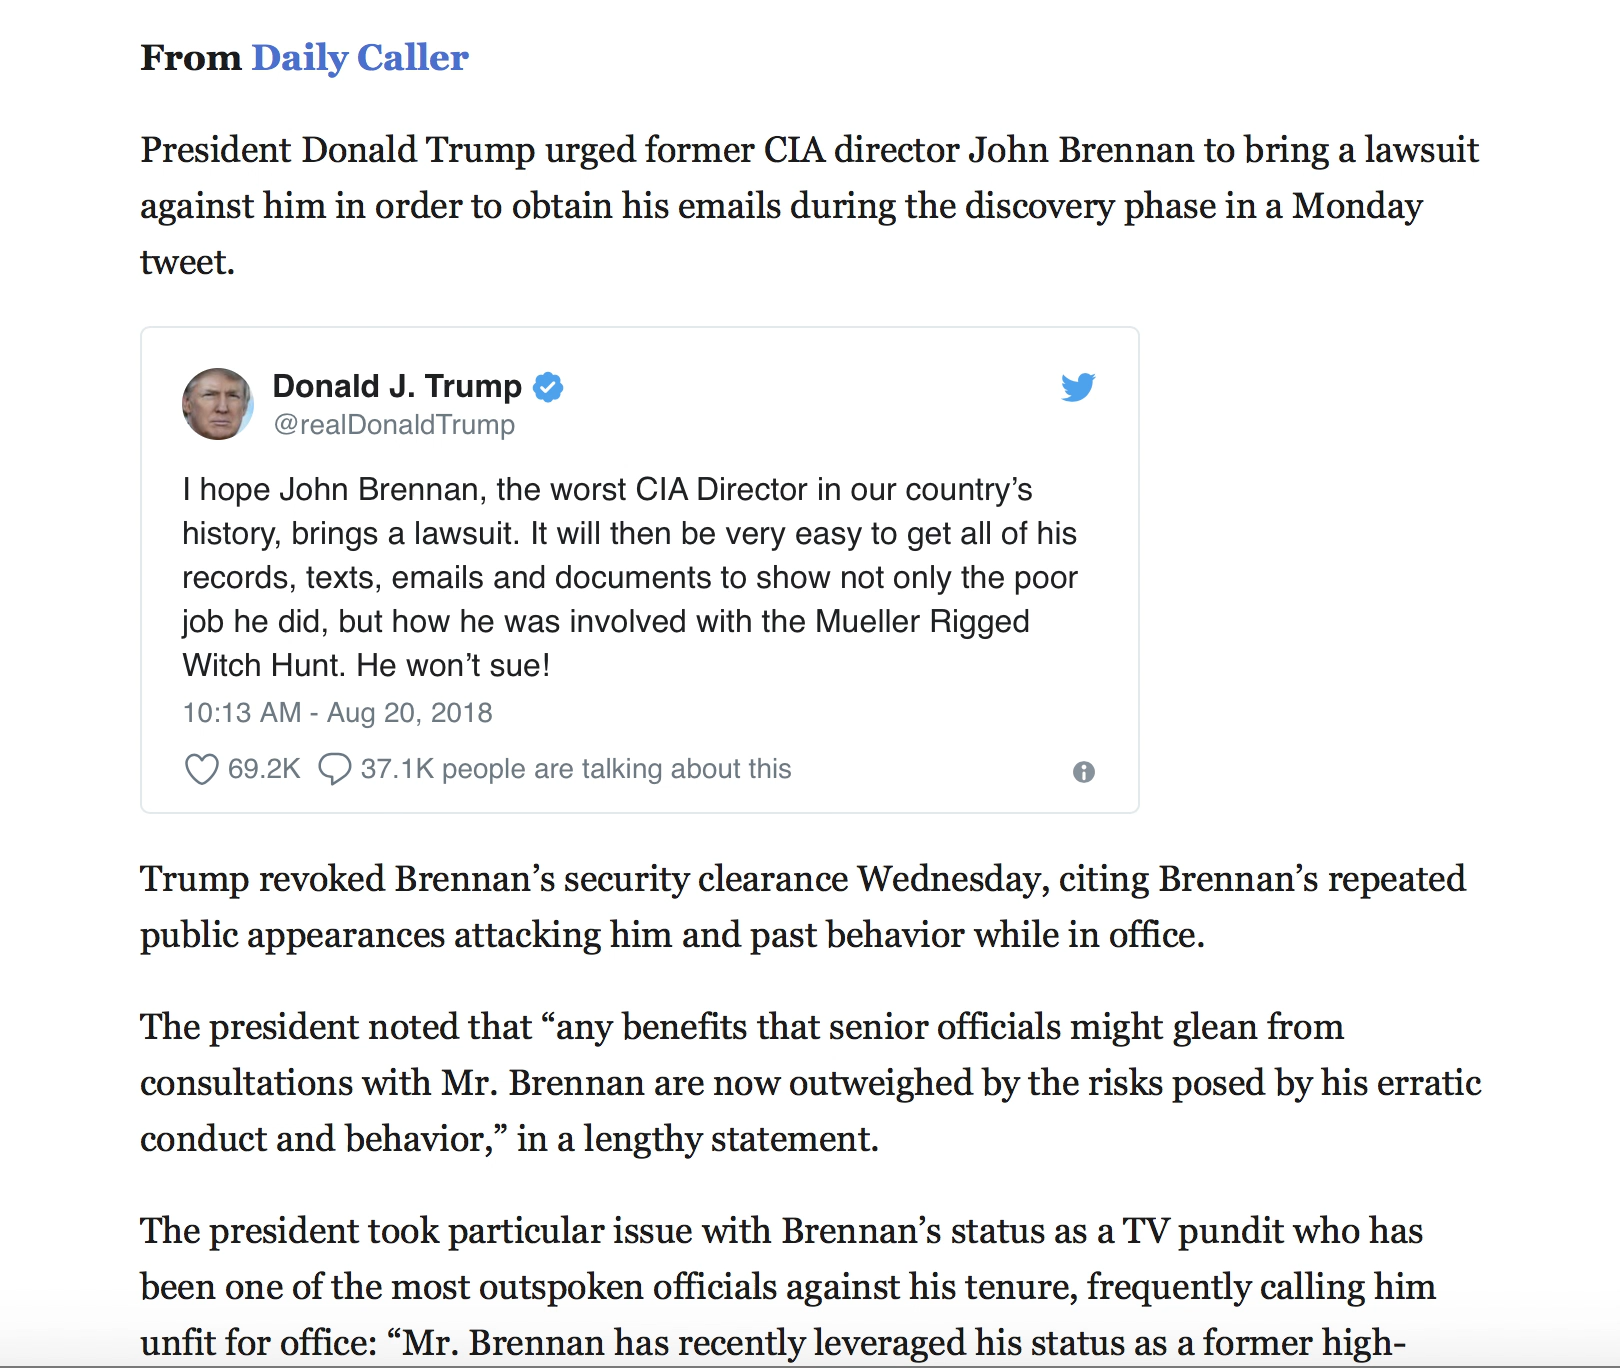 From Daily Caller
President Donald Trump urged former CIA director John Brennan to bring a lawsuit
against him in order to obtain his emails during the discovery phase in a Monday
tweet.
Donald J. Trump
@realDonaldTrump
I hope John Brennan, the worst CIA Director in our country’s
history, brings a lawsuit. It will then be very easy to get all of his
records, texts, emails and documents to show not only the poor
job he did, but how he was involved with the Mueller Rigged
Witch Hunt. He won’t sue!
10:13 AM - Aug 20, 2018
69.2K 37.1K people are talking about this
Trump revoked Brennan’s security clearance Wednesday, citing Brennan’s repeated
public appearances attacking him and past behavior while in office.
The president noted that “any benefits that senior officials might glean from
consultations with Mr. Brennan are now outweighed by the risks posed by his erratic
conduct and behavior,” in a lengthy statement.
The president took particular issue with Brennan’s status as a TV pundit who has
been one of the most outspoken officials against his tenure, frequently calling him
unfit for office: “Mr. Brennan has recently leveraged his status as a former high-